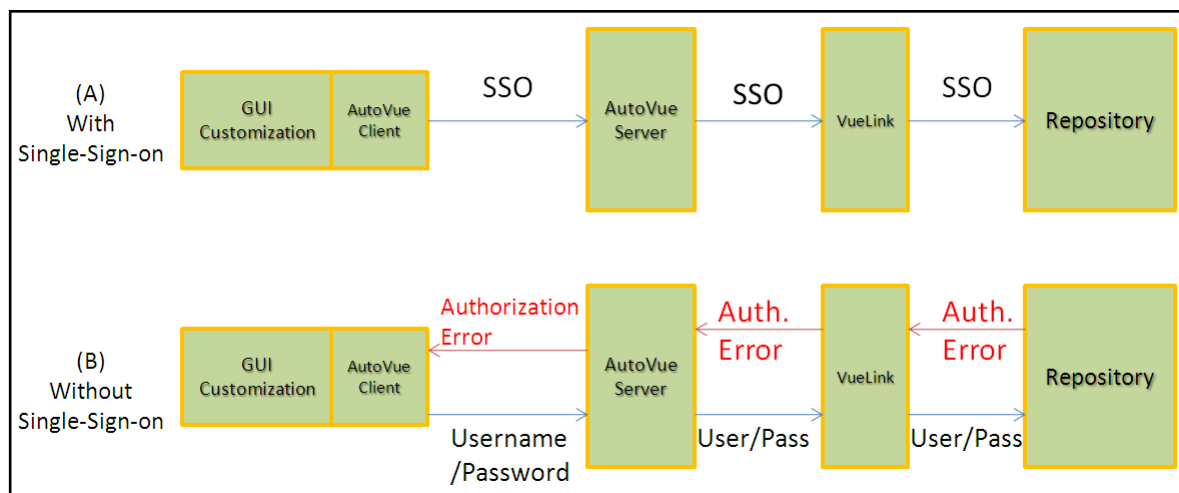 (A)
With
Single-Sign-on
GUI
Customization
AutoVue
Client
SSO
AutoVue
Server
SSO
VueLink
SSO
Repository
(B)
Without
Single-Sign-on
GUI
Customization
AutoVue
Client
Authorization
Error
Username
/Password
AutoVue
Server
Auth.
Error
User/Pass
VueLink
Auth.
Error
User/Pass
Repository